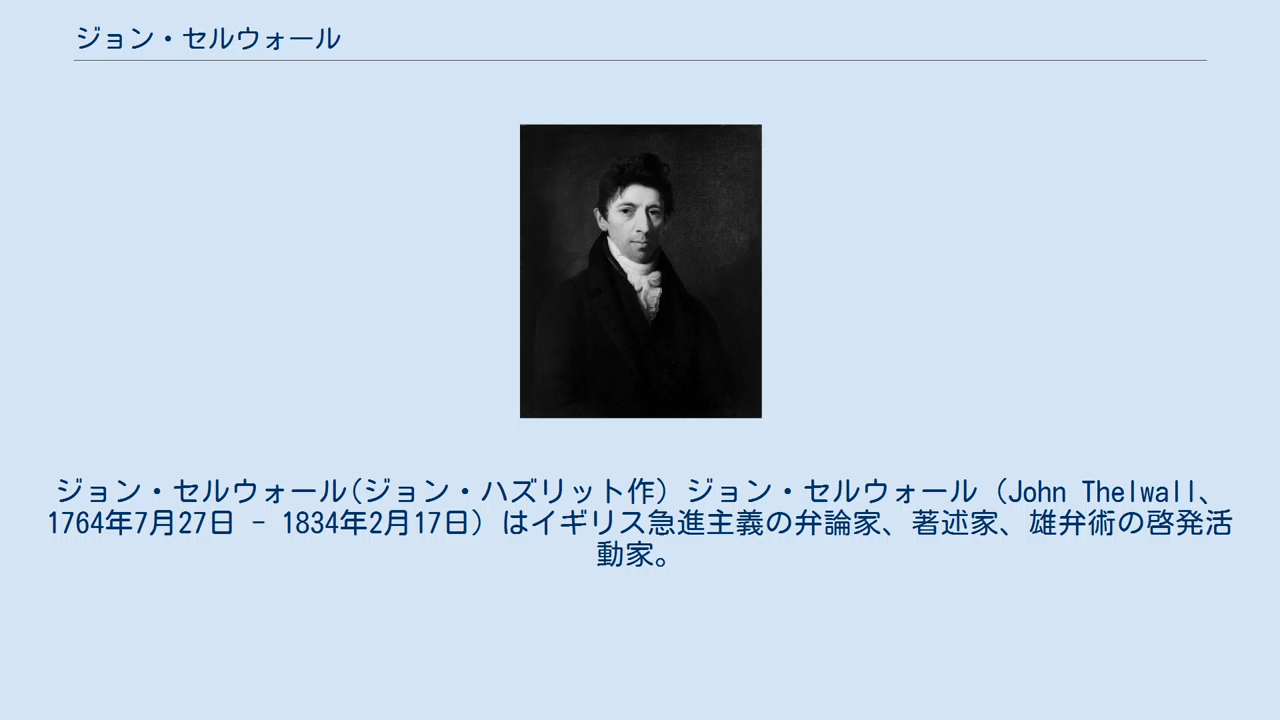 ジョン・セルウォール
ジョン・セルウォール(ジョン・ハズリット作) ジョン・セルウォール (John Thelwall、
1764年7月27日 - 1834年2月17日) はイギリス急進主義の弁論家、著述家、雄弁術の啓発活
動家。